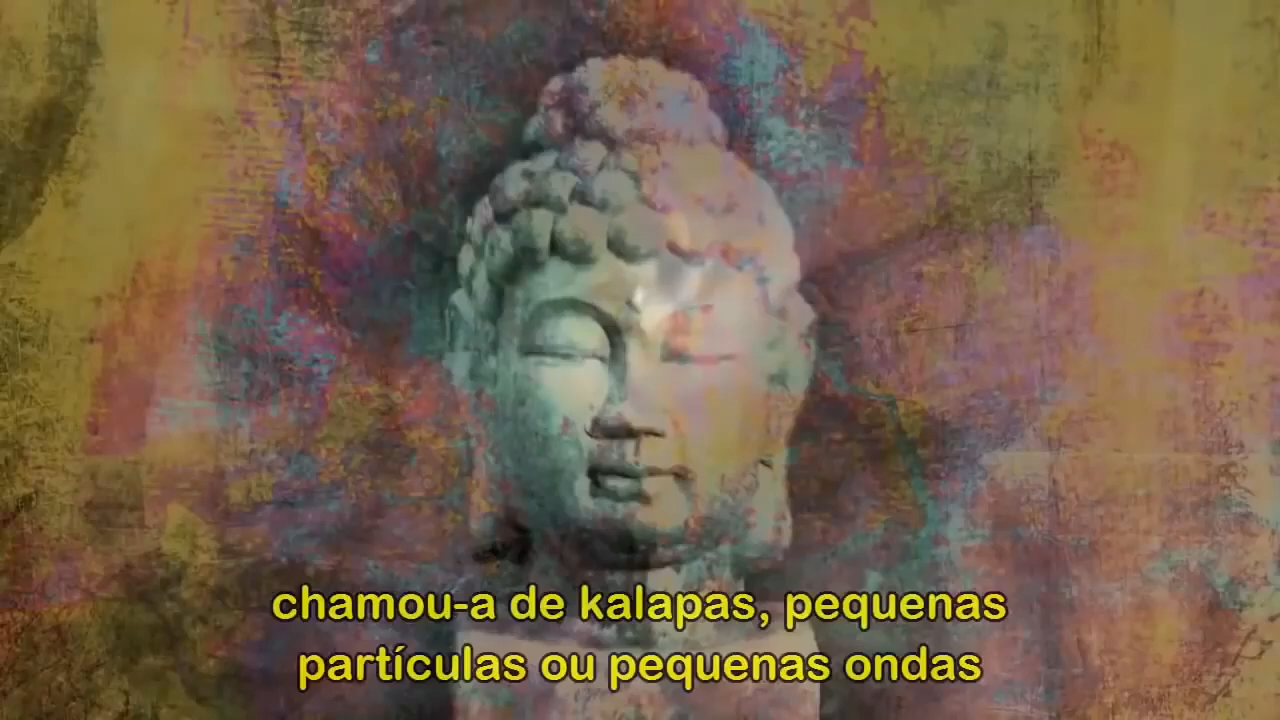 chamou-a de kalapas, pequenas
partículas ou pequenas ondas